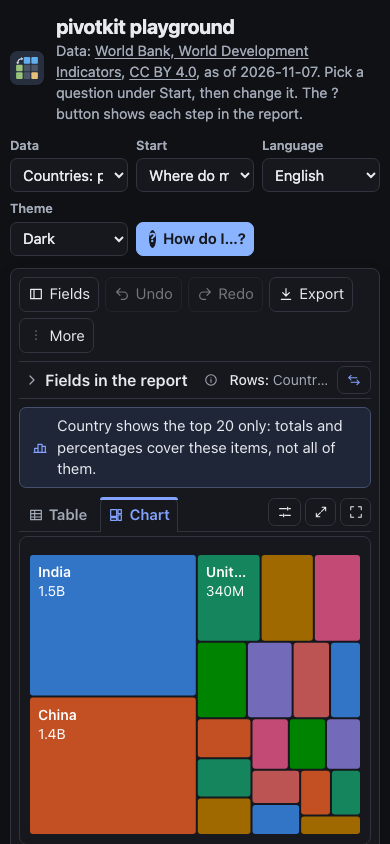 pivotkit playground
Data: World Bank, World Development
Indicators, CC BY 4.0, as of 2026-11-07. Pick a
question under Start, then change it. The ?
button shows each step in the report.
Data
Start
Language
Countries: p
Where do m
English
Theme
Dark
? How do I...?
Fields
Undo
Redo
Export
More
Fields in the report
Rows: Countr...
Country shows the top 20 only: totals and
percentages cover these items, not all of
them.
Table
Chart
India
1.5B
Unit...
340M
China
1.4B